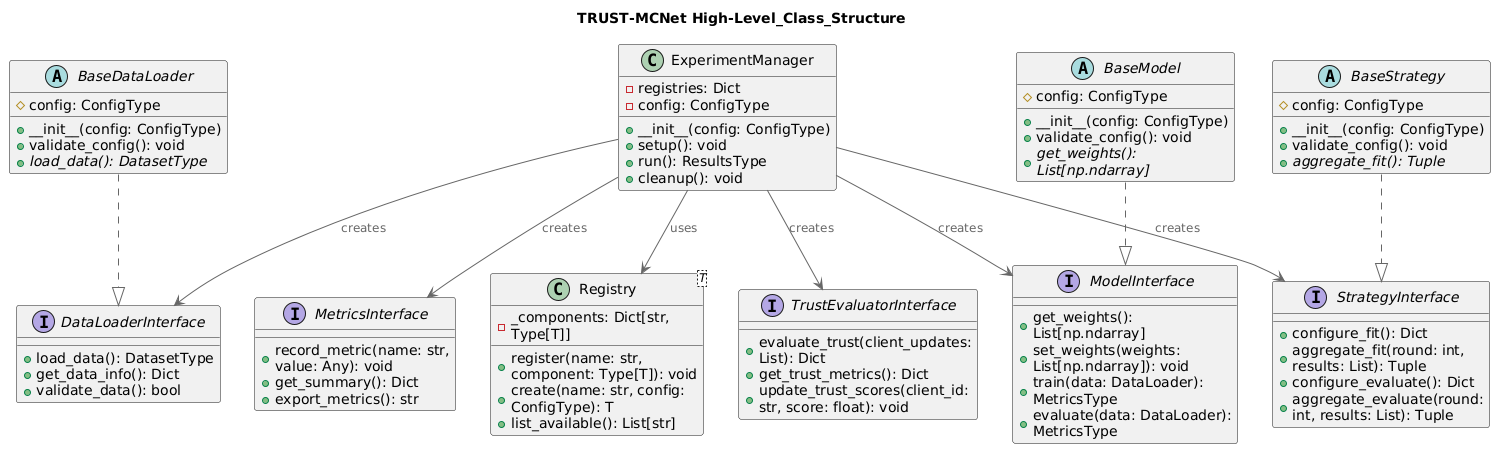 TRUST-MCNet High-Level_Class_Structure
A BaseDataLoader
config: ConfigType
__init__(config: ConfigType)
validate_config(): void
load_data(): DatasetType
C ExperimentManager
registries: Dict
config: ConfigType
__init__(config: ConfigType)
setup(): void
run(): ResultsType
cleanup(): void
A BaseModel
config: ConfigType
__init__(config: ConfigType)
validate_config(): void
get_weights():
List[np.ndarray]
A BaseStrategy
config: ConfigType
__init__(config: ConfigType)
validate_config(): void
aggregate_fit(): Tuple
creates
creates
uses
creates
creates
creates
I DataLoaderInterface
load_data(): DatasetType
get_data_info(): Dict
validate_data(): bool
I MetricsInterface
record_metric(name: str,
value: Any): void
get_summary(): Dict
export_metrics(): str
C Registry
T
_components: Dict[str,
Type[T]]
register(name: str,
component: Type[T]): void
create(name: str, config:
ConfigType): T
list_available(): List[str]
I TrustEvaluatorInterface
evaluate_trust(client_updates:
List): Dict
get_trust_metrics(): Dict
update_trust_scores(client_id:
str, score: float): void
I ModelInterface
get_weights():
List[np.ndarray]
set_weights(weights:
List[np.ndarray]): void
train(data: DataLoader):
MetricsType
evaluate(data: DataLoader):
MetricsType
I StrategyInterface
configure_fit(): Dict
aggregate_fit(round: int,
results: List): Tuple
configure_evaluate(): Dict
aggregate_evaluate(round:
int, results: List): Tuple